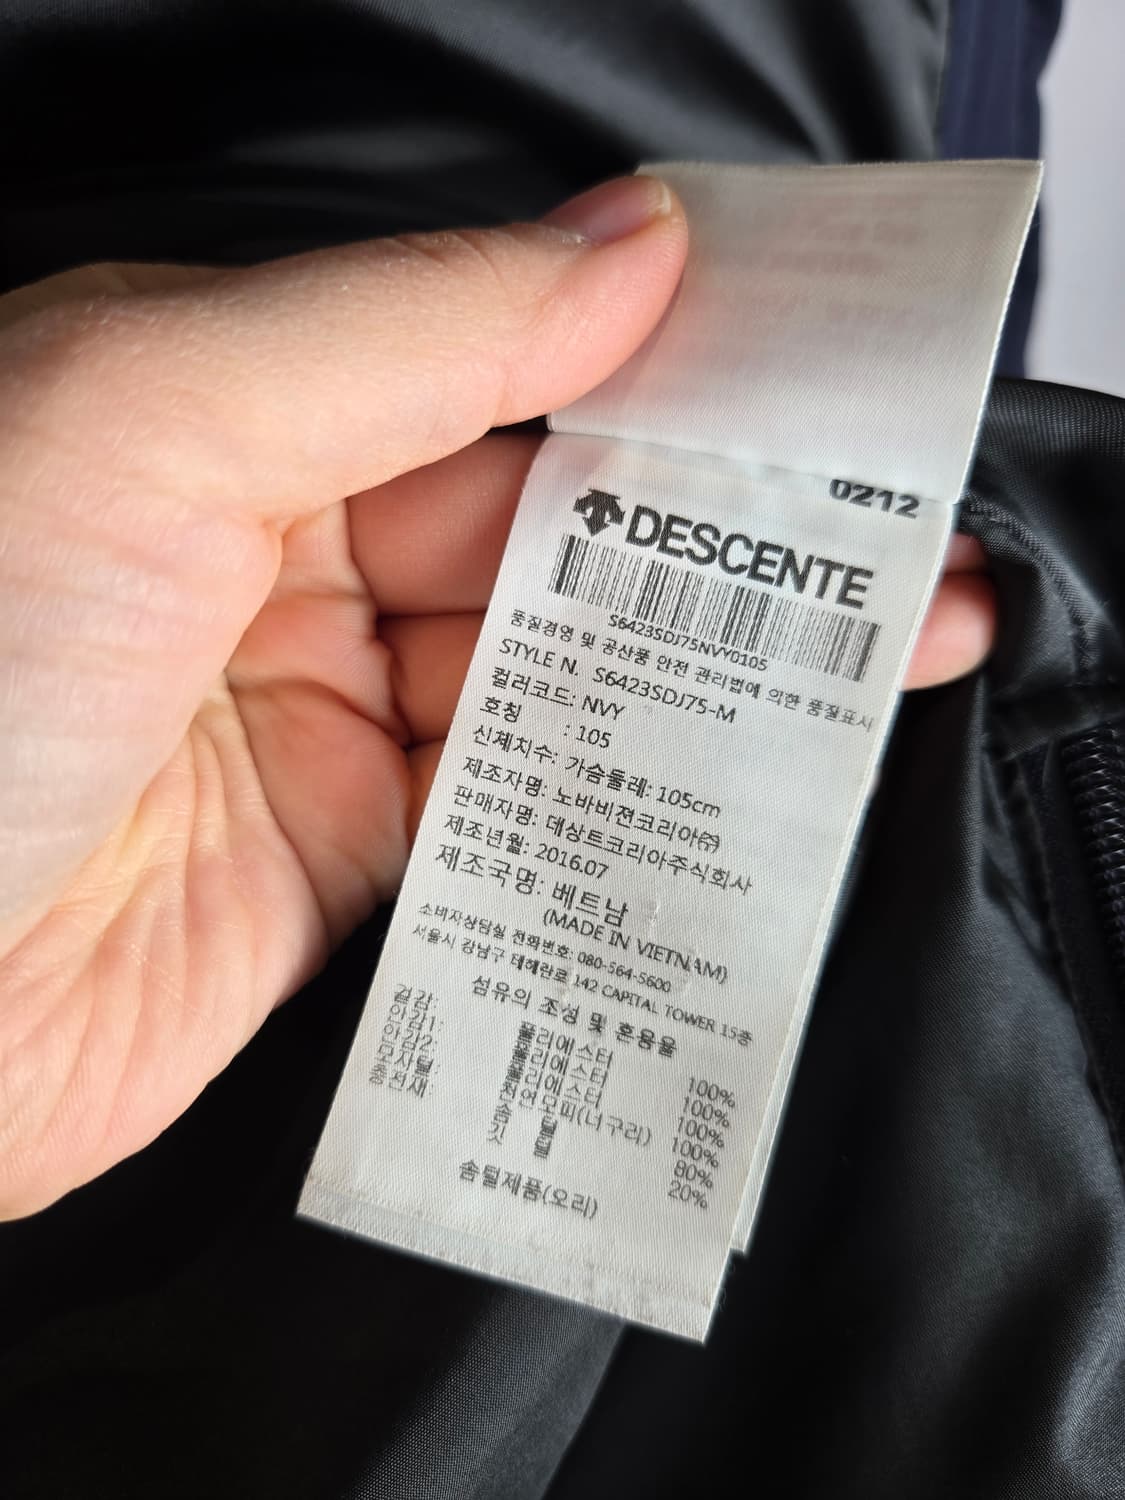 0212
DESCENTE
S6423SDJ75NVY0105
품질경영 및 공산품 안전 관리법에 의한 품질표시
STYLE N. S6423SDJ75-M
컬러코드: NVY
호칭 : 105
신체치수: 가슴둘레: 105cm
제조자명: 노바비젼코리아㈜
판매자명: 데상트코리아주식회사
제조년월: 2016.07
제조국명: 베트남
(MADE IN VIETNAM)
소비자상담실 전화번호: 080-564-5600
서울시 강남구 테헤란로 142 CAPITAL TOWER 15층
섬유의 조성 및 혼용율
겉감: 폴리에스터 100%
안감1: 폴리에스터 100%
안감2: 폴리에스터 100%
모자털: 천연모피(너구리) 100%
충전재: 솜털 80%
깃털 20%
솜털제품(오리)